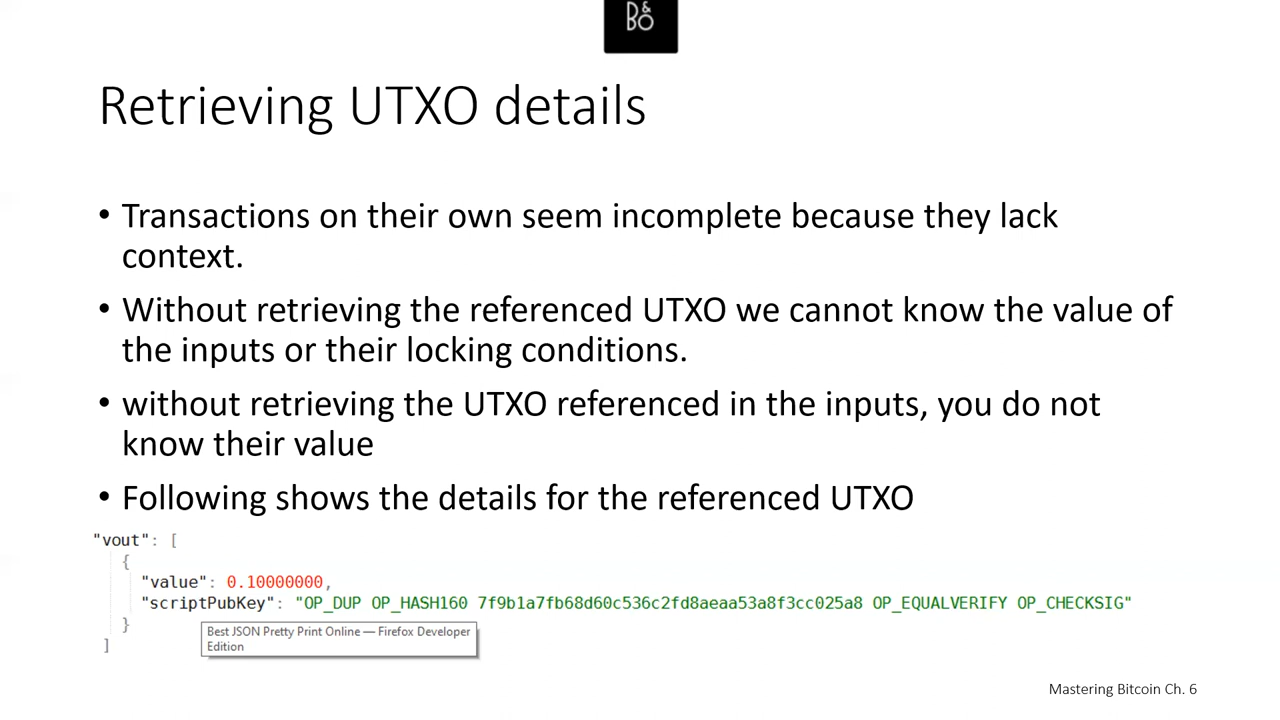 D&
BO
Retrieving UTXO details
• Transactions on their own seem incomplete because they lack
context.
• Without retrieving the referenced UTXO we cannot know the value of
the inputs or their locking conditions.
• without retrieving the UTXO referenced in the inputs, you do not
know their value
• Following shows the details for the referenced UTXO
"vout": [
{
"value": 0.10000000,
"scriptPubKey": "OP_DUP OP_HASH160 7f9b1a7fb68d60c536c2fd8aeaa53a8f3cc025a8 OP_EQUALVERIFY OP_CHECKSIG"
}
]
Best JSON Pretty Print Online — Firefox Developer
Edition
Mastering Bitcoin Ch. 6